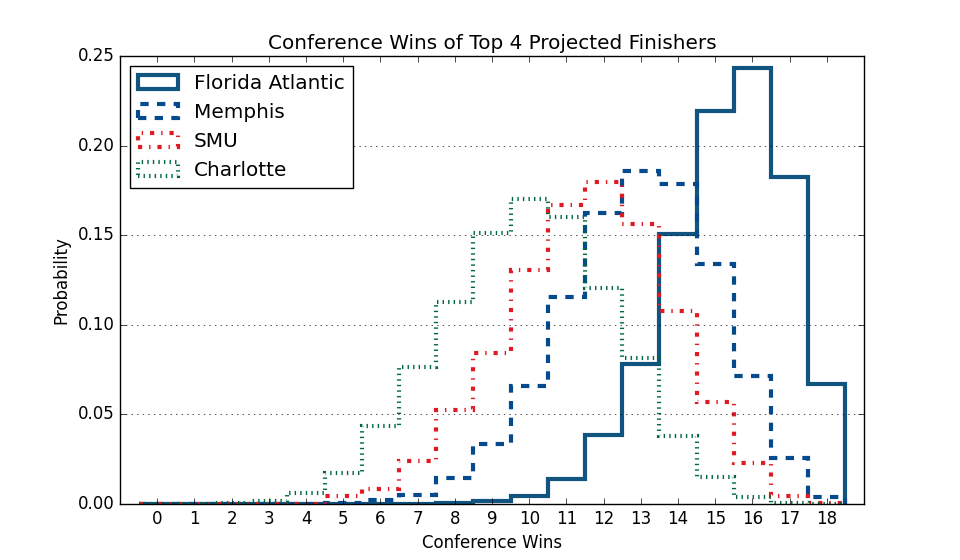 Conference Wins of Top 4 Projected Finishers
Florida Atlantic
Memphis
SMU
Charlotte
0.25
0.20
0.15
0.10
0.05
0.00
Probability
0 1 2 3 4 5 6 7 8 9 10 11 12 13 14 15 16 17 18
Conference Wins